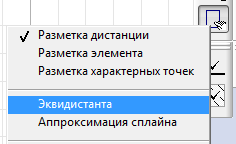 Разметка дистанции
Разметка элемента
Разметка характерных точек
Эквидистанта
Аппроксимация сплайна